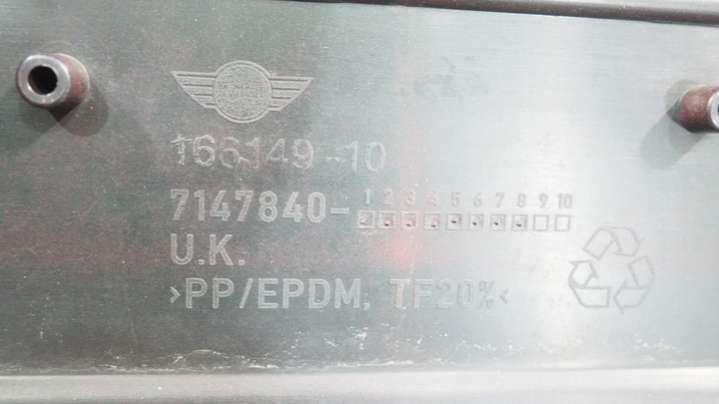 166149-10
1 2 3 4 5 6 7 8 9 10
7147840-
U.K.
>PP/EPDM, TF20%<